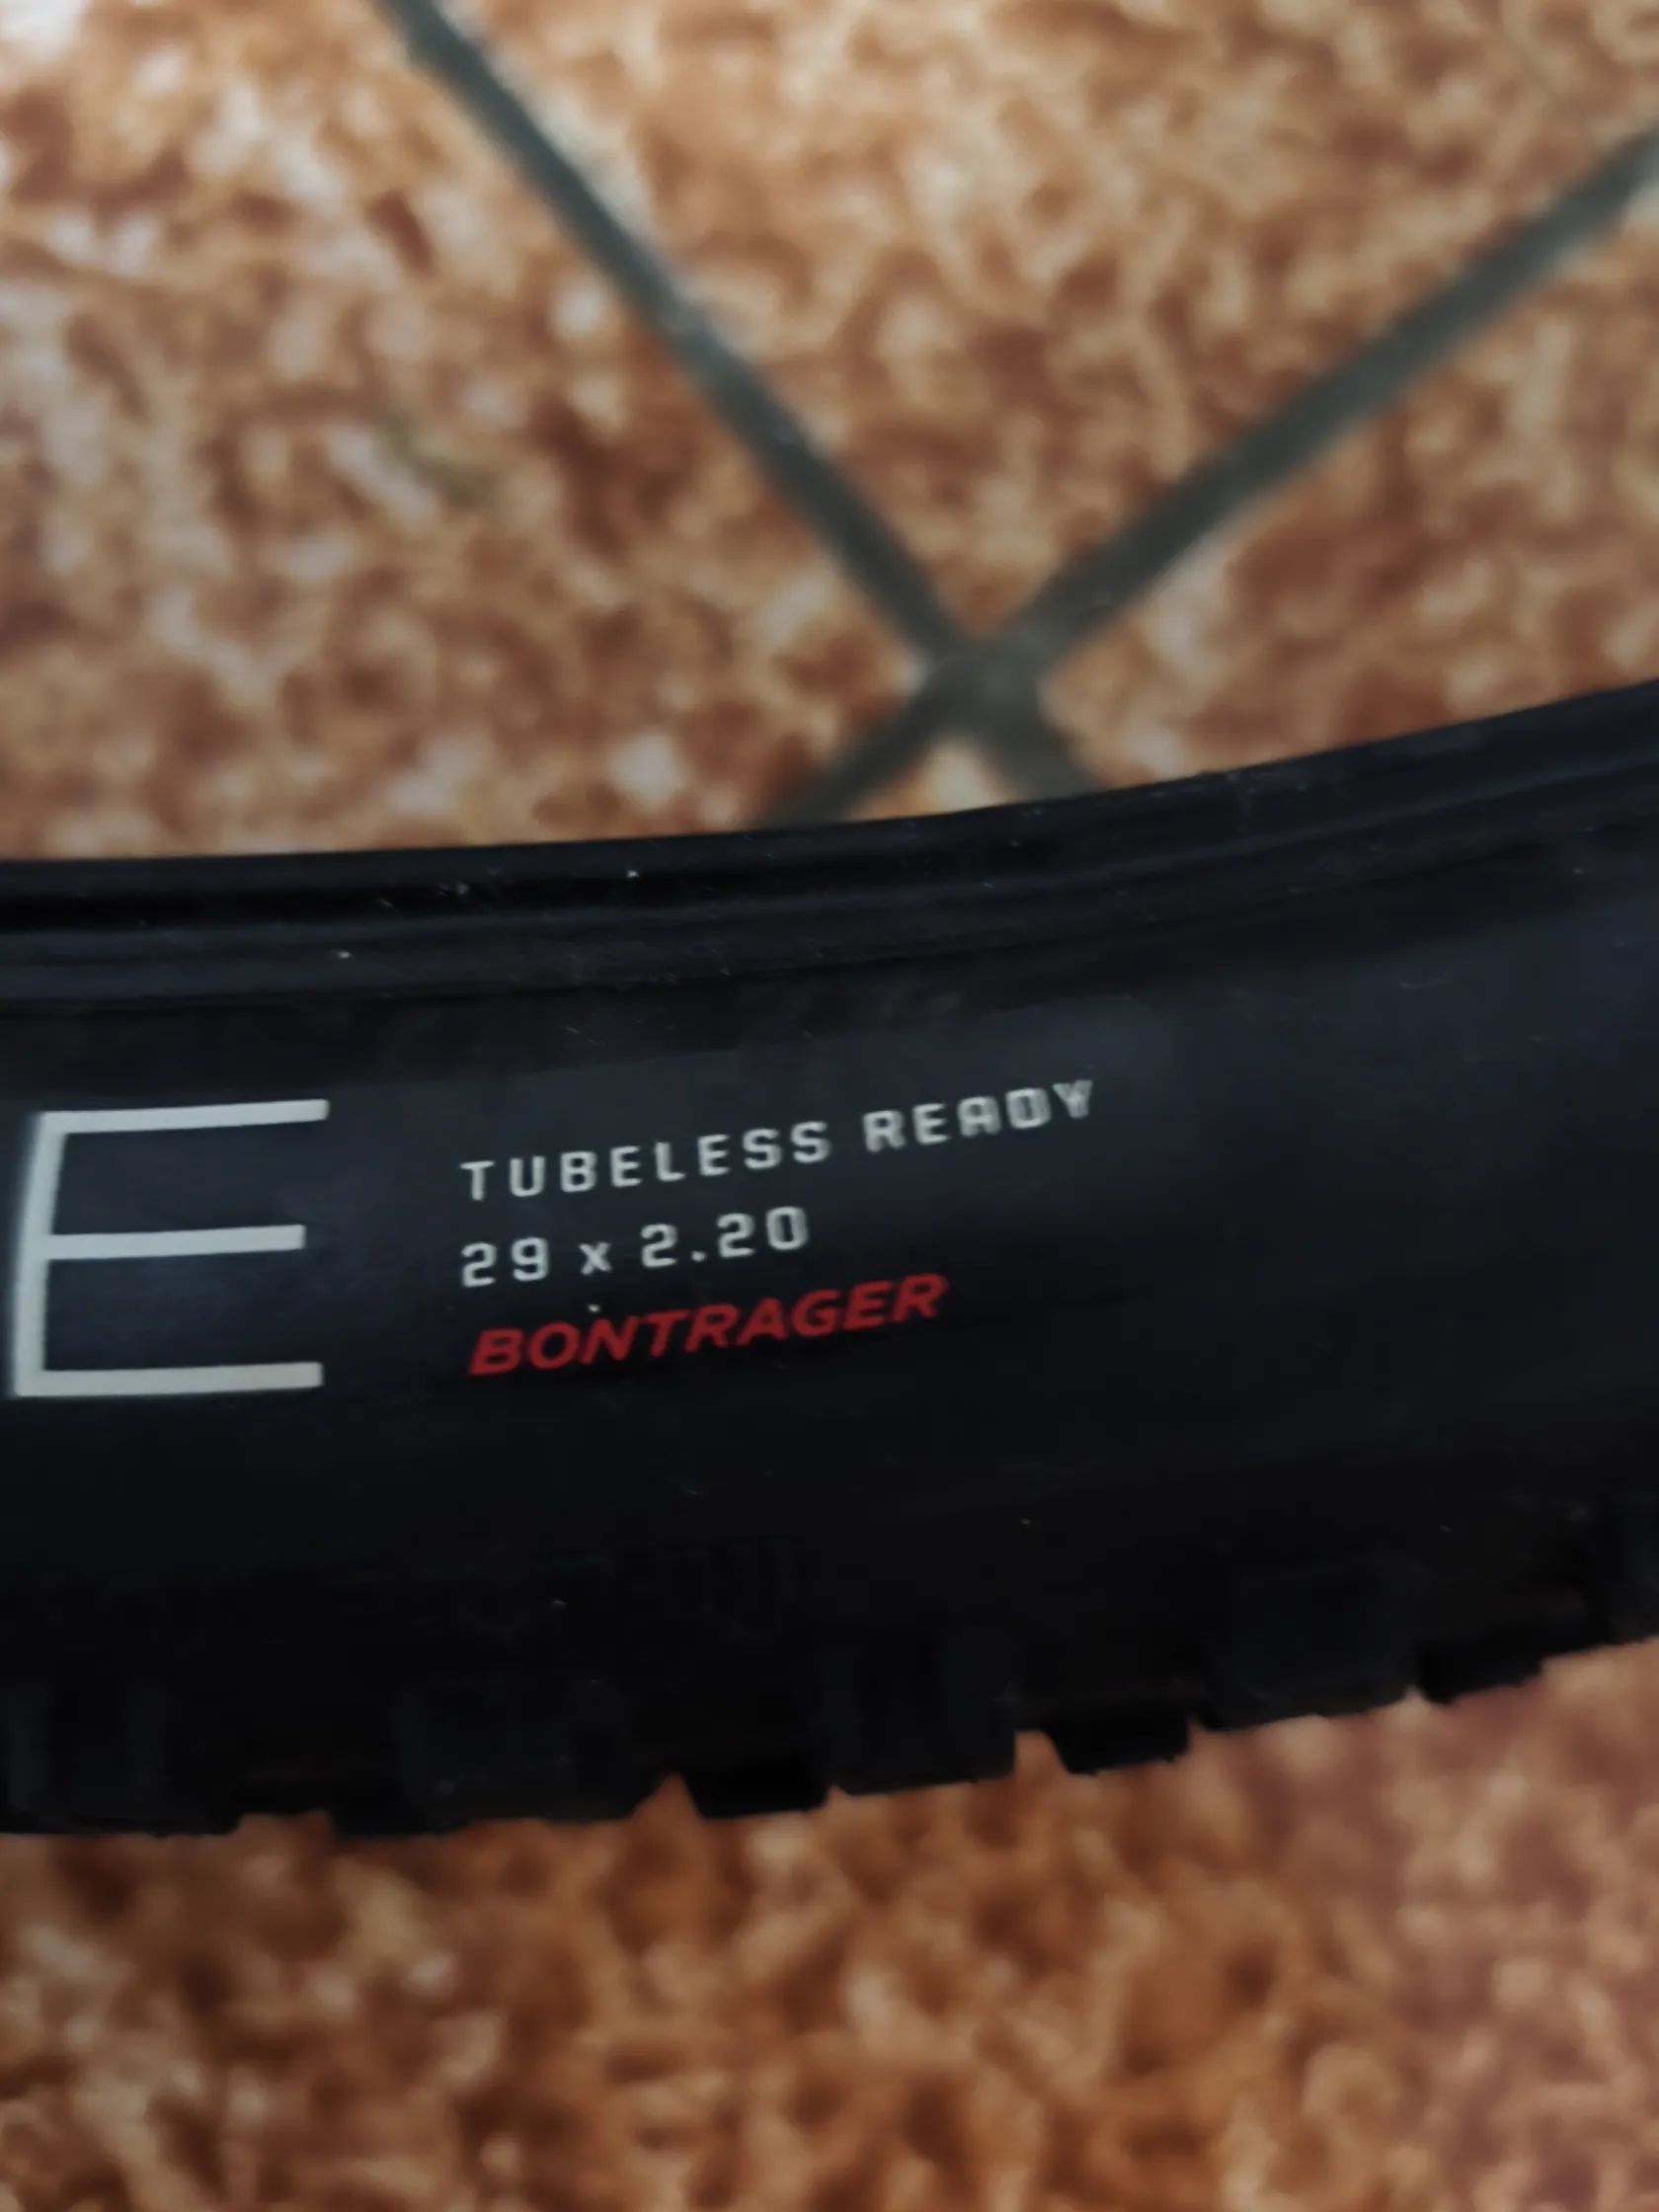 E
TUBELESS READY
29 x 2.20
BONTRAGER